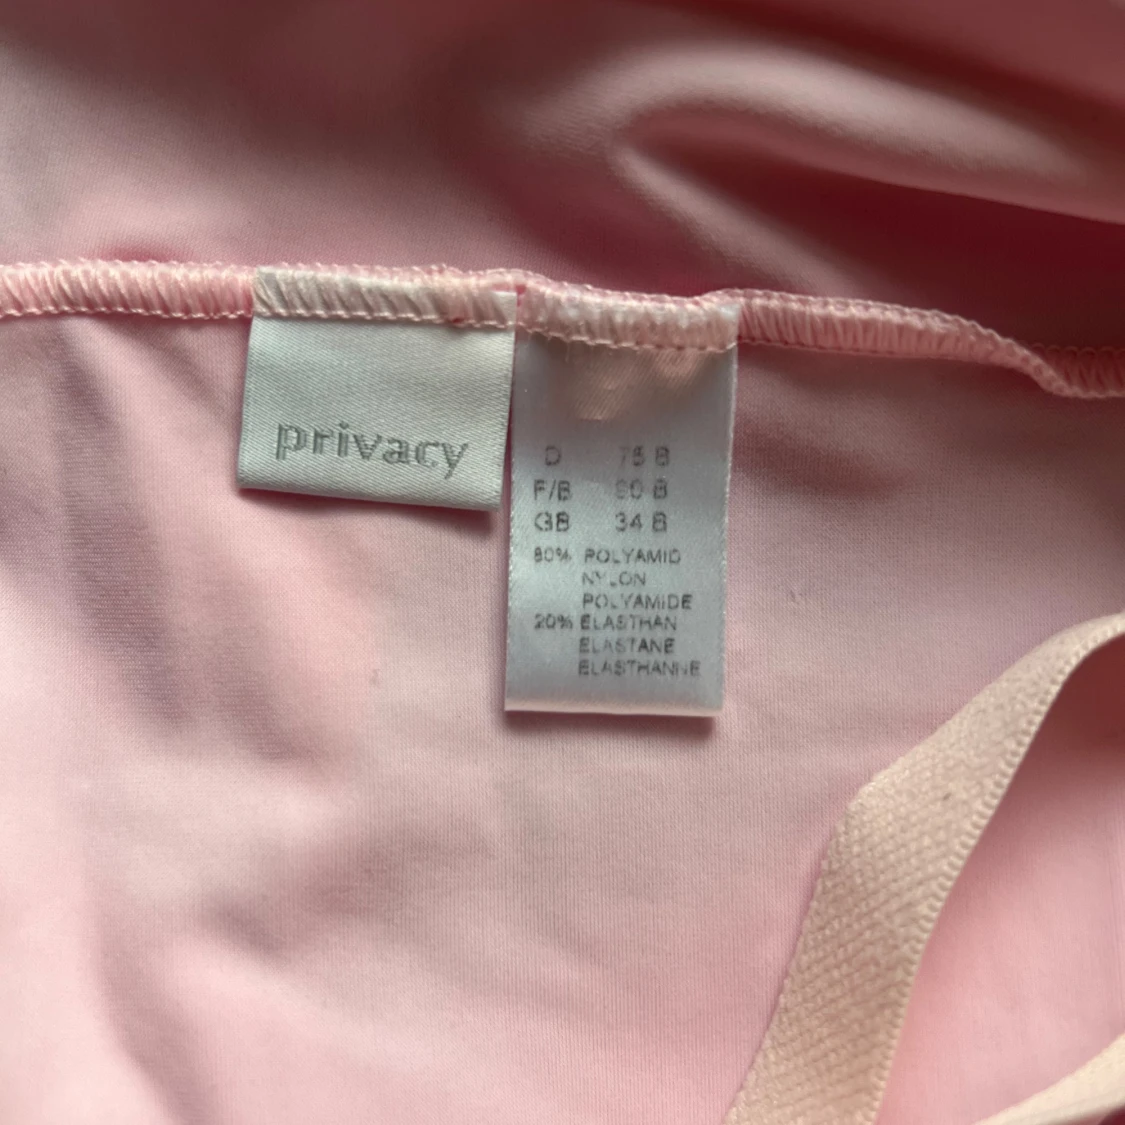 privacy
D 75 B
F/B 90 B
GB 34 B
80% POLYAMID
NYLON
POLYAMIDE
20% ELASTHAN
ELASTANE
ELASTHANNE